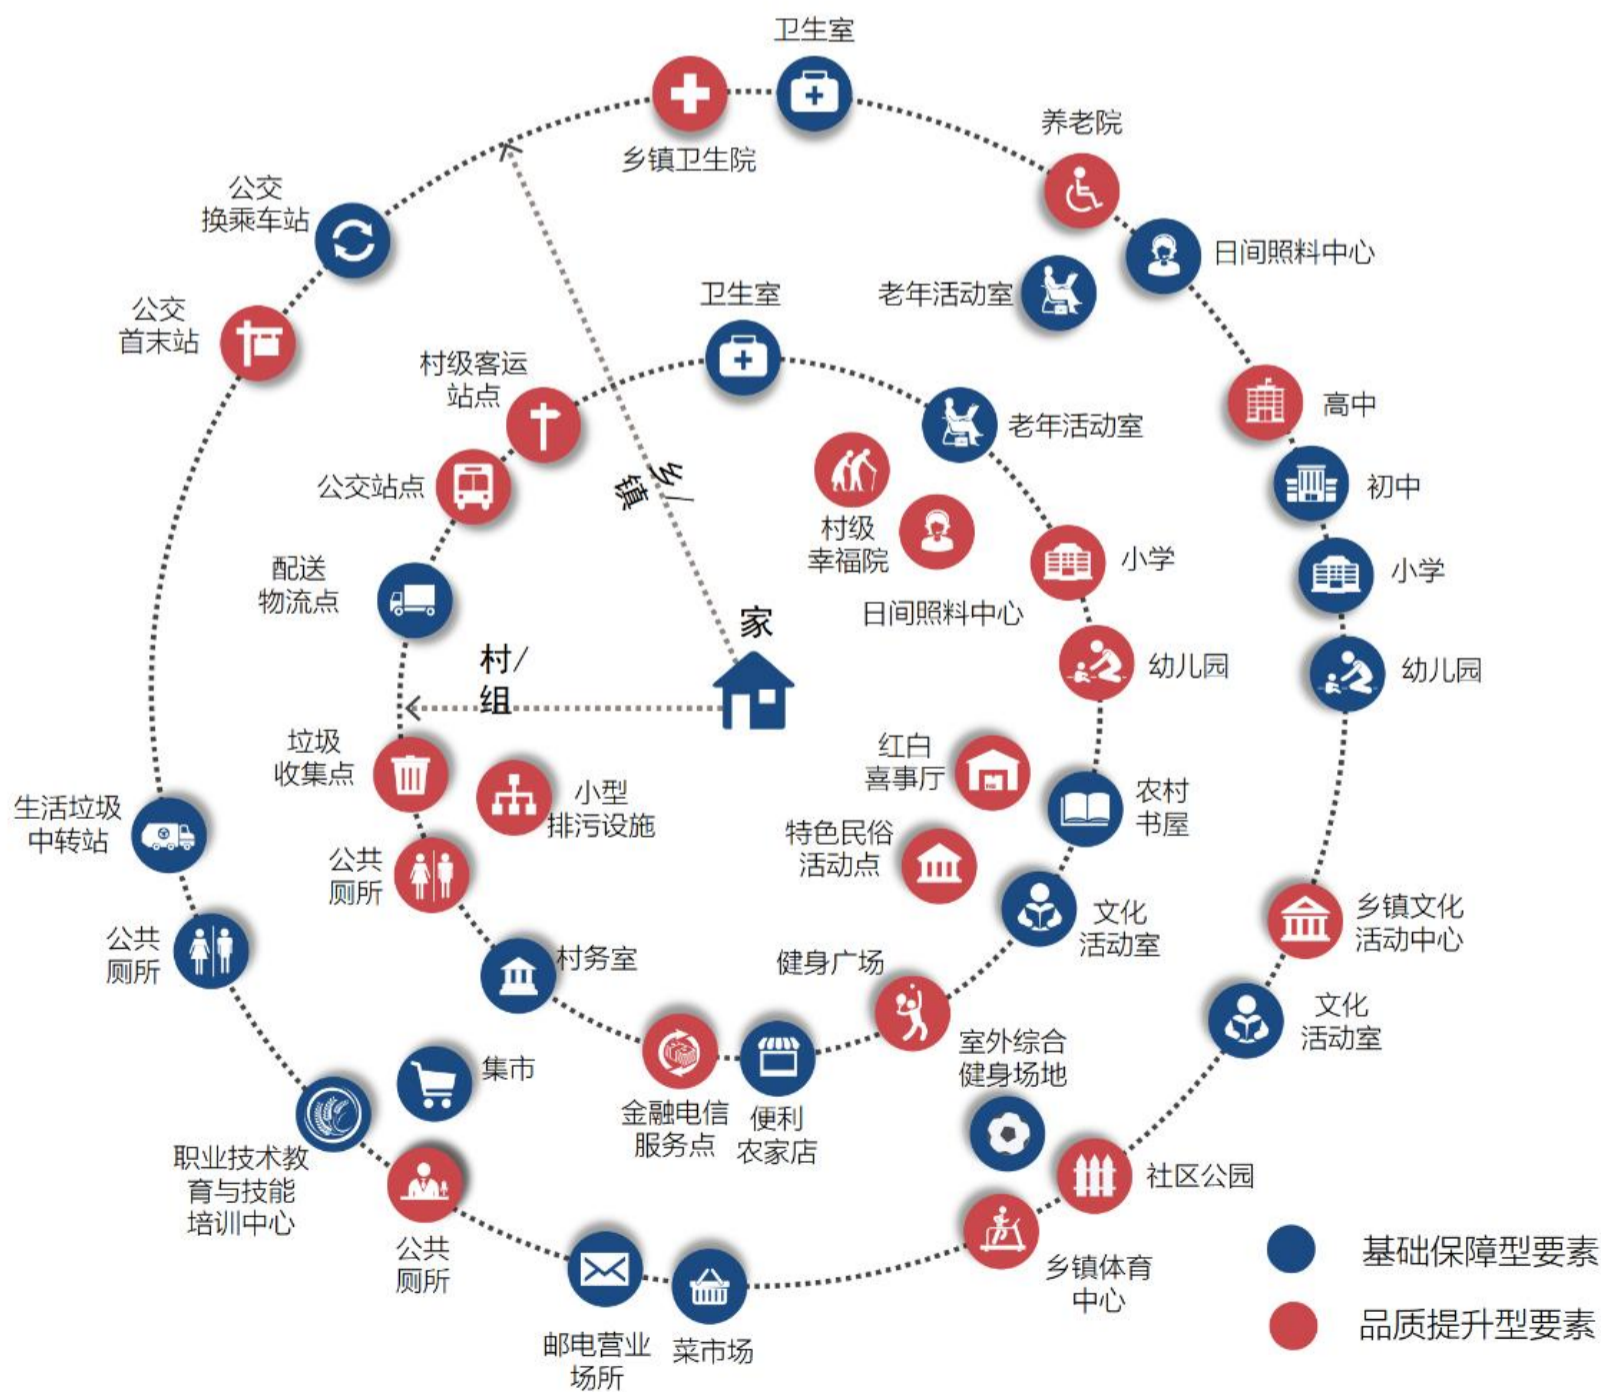 卫生室
乡镇卫生院
养老院
公交
换乘车站
日间照料中心
老年活动室
卫生室
公交
首末站
村级客运
站点
高中
老年活动室
公交站点
初中
乡/
镇
村级
幸福院
小学
小学
配送
物流点
日间照料中心
家
村/
组
幼儿园
幼儿园
垃圾
收集点
红白
喜事厅
小型
排污设施
农村
书屋
生活垃圾
中转站
特色民俗
活动点
公共
厕所
文化
活动室
乡镇文化
活动中心
公共
厕所
村务室
健身广场
文化
活动室
室外综合
健身场地
集市
金融电信
服务点
便利
农家店
职业技术教
育与技能
培训中心
社区公园
公共
厕所
乡镇体育
中心
邮电营业
场所
菜市场
基础保障型要素
品质提升型要素